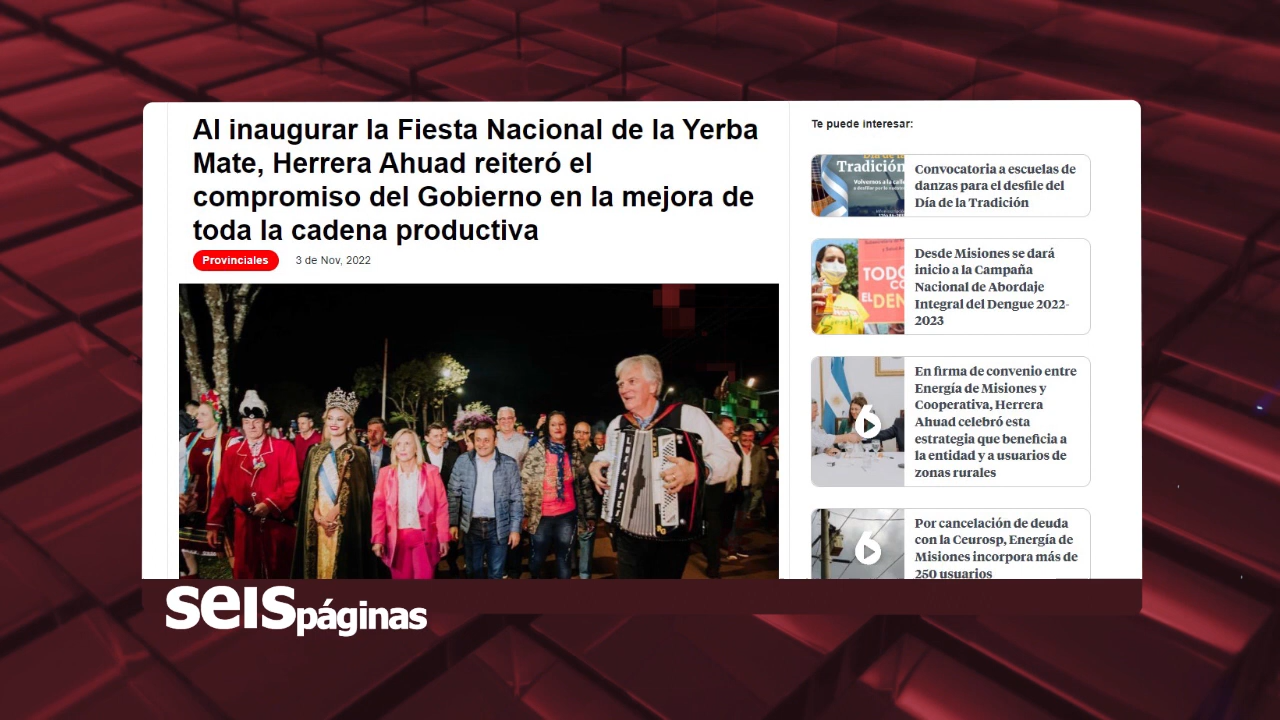 Al inaugurar la Fiesta Nacional de la Yerba
Mate, Herrera Ahuad reiteró el
compromiso del Gobierno en la mejora de
toda la cadena productiva
Provinciales
3 de Nov, 2022
Te puede interesar:
Tradición
Convocatoria a escuelas de
danzas para el desfile del
Día de la Tradición
Desde Misiones se dará
inicio a la Campaña
Nacional de Abordaje
Integral del Dengue 2022-
2023
En firma de convenio entre
Energía de Misiones y
Cooperativa, Herrera
Ahuad celebró esta
estrategia que beneficia a
la entidad y a usuarios de
zonas rurales
6
Por cancelación de deuda
con la Ceurosp, Energía de
Misiones incorpora más de
250 usuarios
6
seis páginas